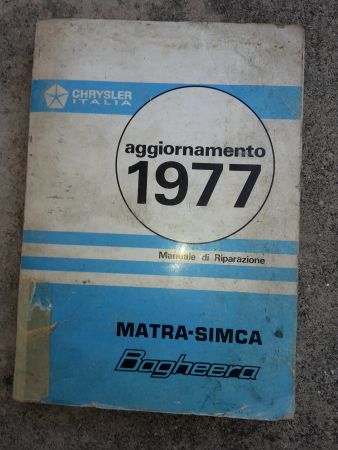 CHRYSLER
ITALIA
aggiornamento
1977
Manuale di Riparazione
MATRA-SIMCA
Bagheera